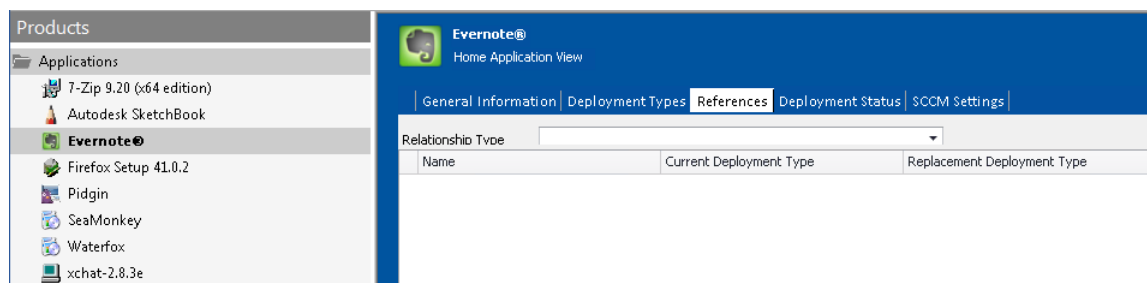 Products
Applications
7-Zip 9.20 (x64 edition)
Autodesk SketchBook
Evernote®
Firefox Setup 41.0.2
Pidgin
SeaMonkey
Waterfox
xchat-2.8.3e
Evernote®
Home Application View
General Information Deployment Types References Deployment Status SCCM Settings
Relationship Type
Name Current Deployment Type Replacement Deployment Type